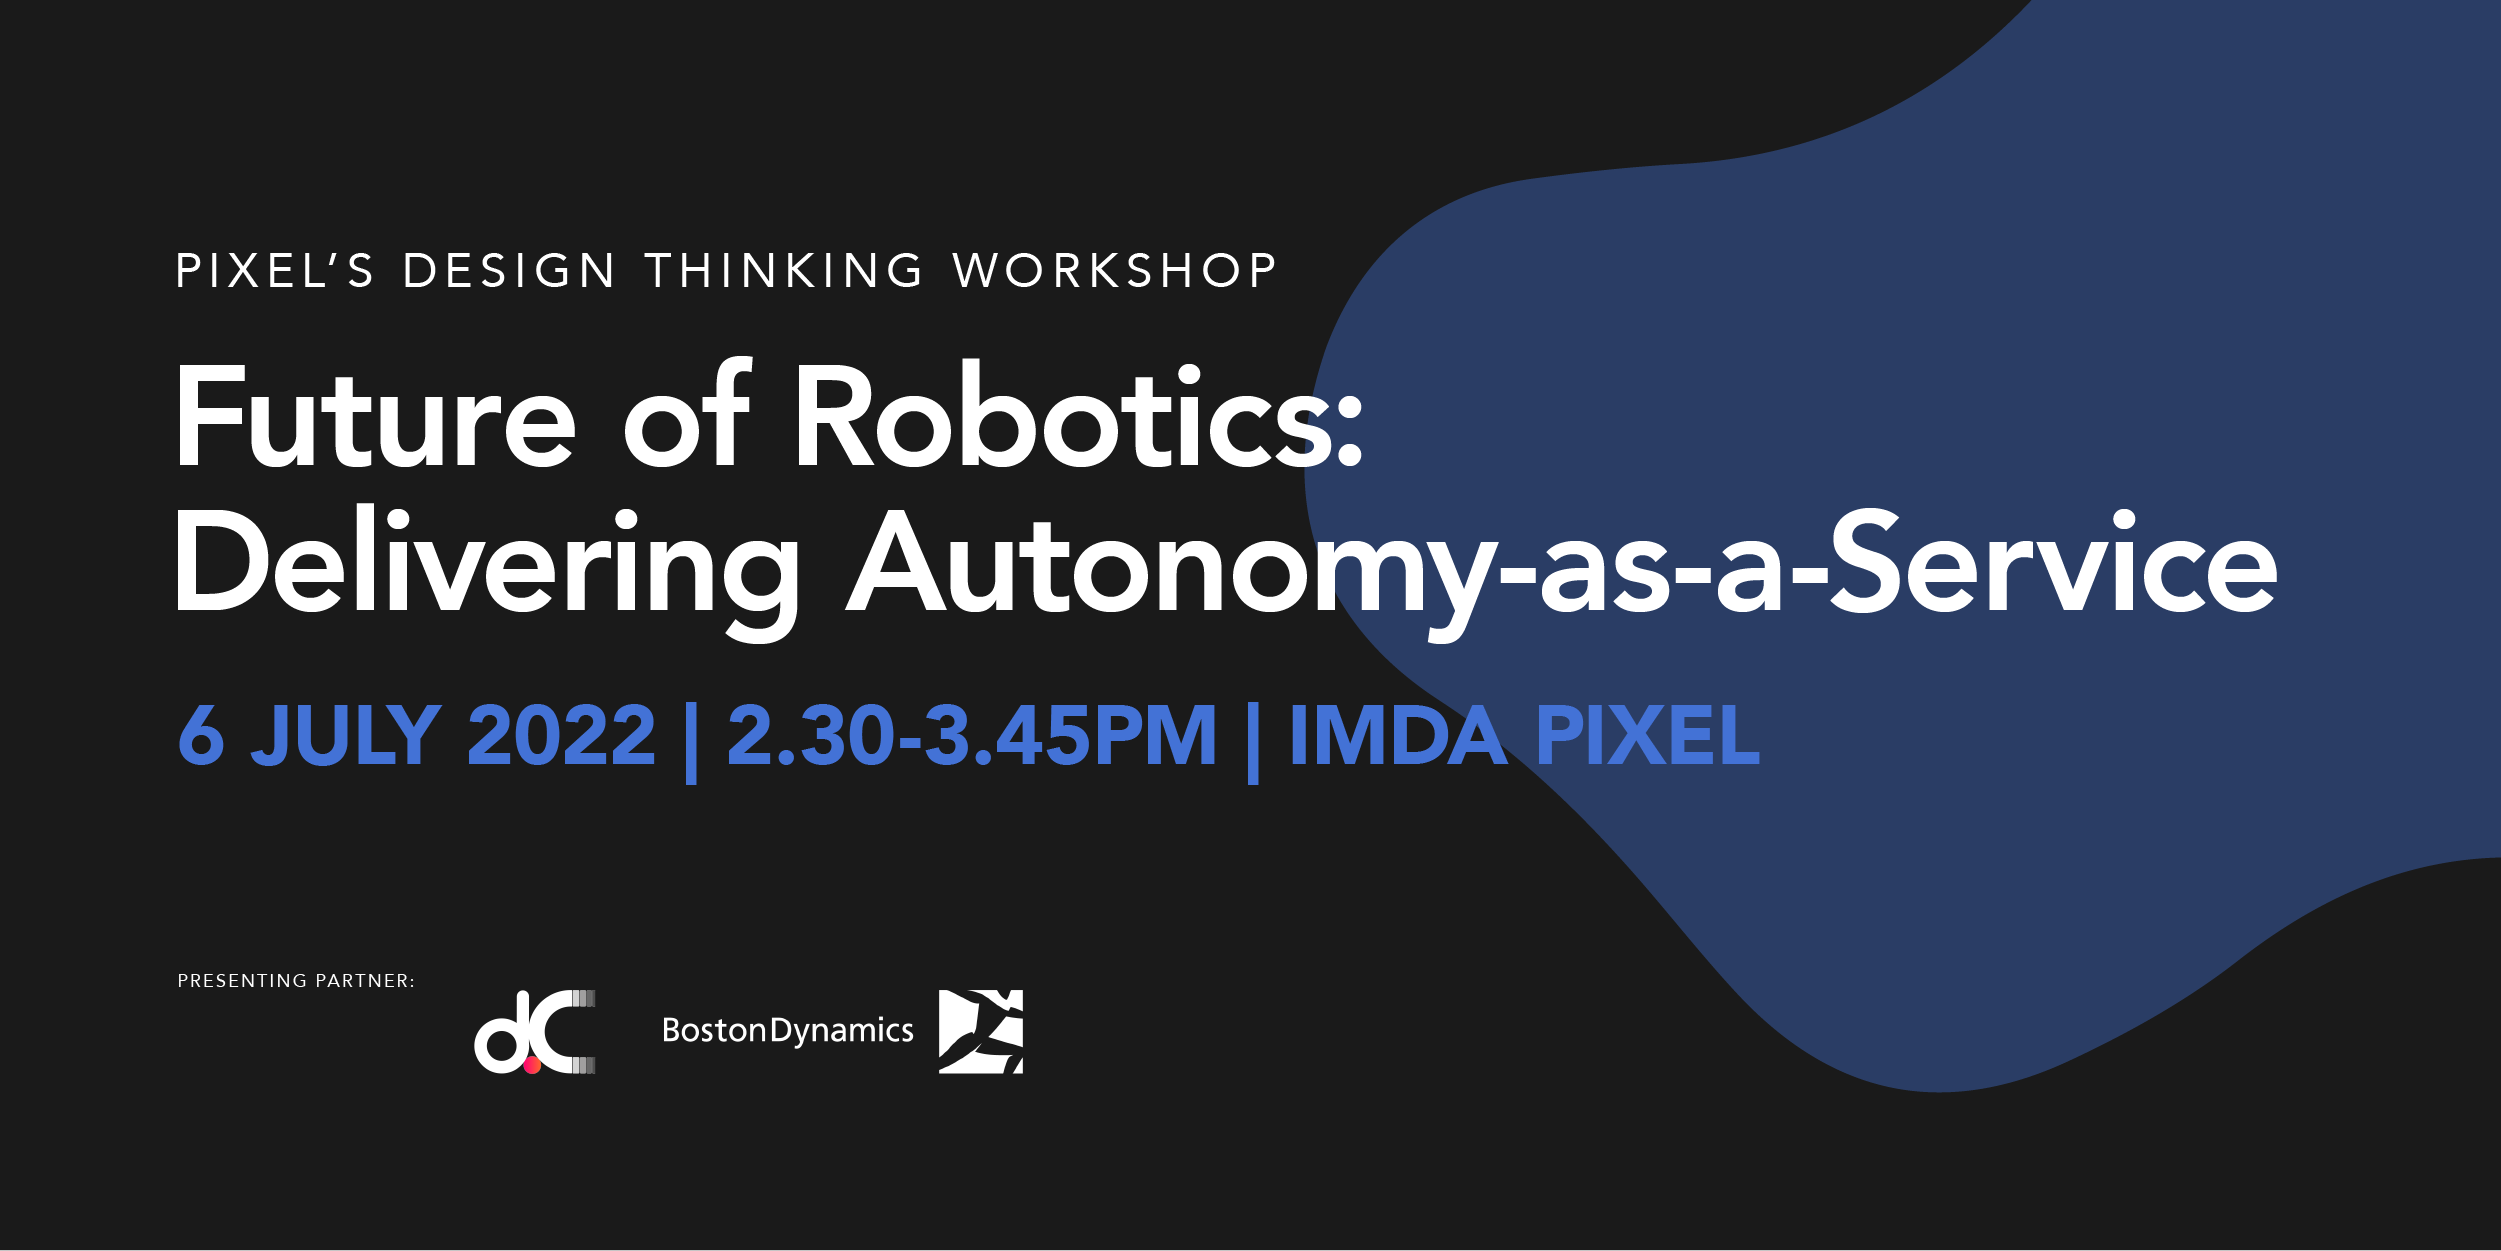 PIXEL'S DESIGN THINKING WORKSHOP
Future of Robotics:
Delivering Autonomy-as-a-Service
6 JULY 2022 | 2.30-3.45PM | IMDA PIXEL
PRESENTING PARTNER:
d.C
BostonDynamics